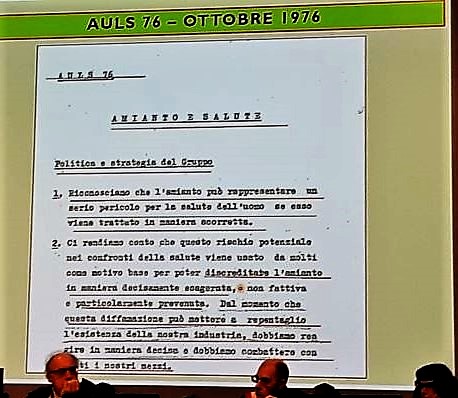 AULS 76 – OTTOBRE 1976
AULS 76
AMIANTO E SALUTE
Politica e strategia del Gruppo
1. Riconosciamo che l'amianto può rappresentare un
serio pericolo per la salute dell'uomo se esso
viene trattato in maniera scorretta.
2. Ci rendiamo conto che questo rischio potenziale
nei confronti della salute viene usato da molti
come motivo base per poter discreditare l'amianto
in maniera decisamente esagerata, e non fattiva
e particolarmente prevenuta. Dal momento che
questa diffamazione può mettere a repentaglio
l'esistenza della nostra industria, dobbiamo rea
gire in maniera decisa e dobbiamo combattere con
ti i nostri mezzi.